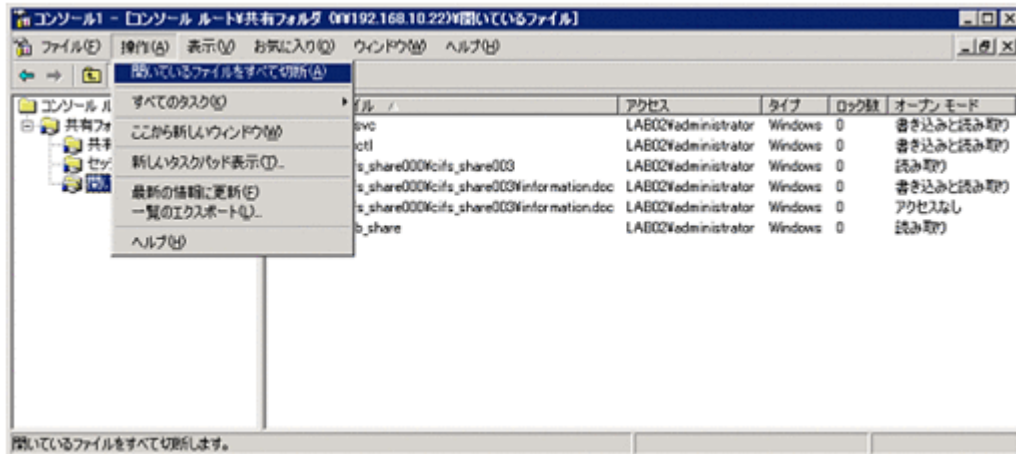 コンソール1 - [コンソール ルート¥共有フォルダ (¥¥192.168.10.22)¥開いているファイル]
ファイル(F) 操作(A) 表示(V) お気に入り(O) ウィンドウ(W) ヘルプ(H)
開いているファイルをすべて切断(A)
すべてのタスク(K)
ここから新しいウィンドウ(W)
新しいタスクパッド表示(T)...
最新の情報に更新(F)
一覧のエクスポート(L)...
ヘルプ(H)
コンソール ル
共有フォ
共有
セッ
開い
イル アクセス タイプ ロック数 オープン モード
svc LAB02¥administrator Windows 0 書き込みと読み取り
ctl LAB02¥administrator Windows 0 書き込みと読み取り
s_share000¥cifs_share003 LAB02¥administrator Windows 0 読み取り
s_share000¥cifs_share003¥information.doc LAB02¥administrator Windows 0 書き込みと読み取り
s_share000¥cifs_share003¥information.doc LAB02¥administrator Windows 0 アクセスなし
b_share LAB02¥administrator Windows 0 読み取り
開いているファイルをすべて切断します。